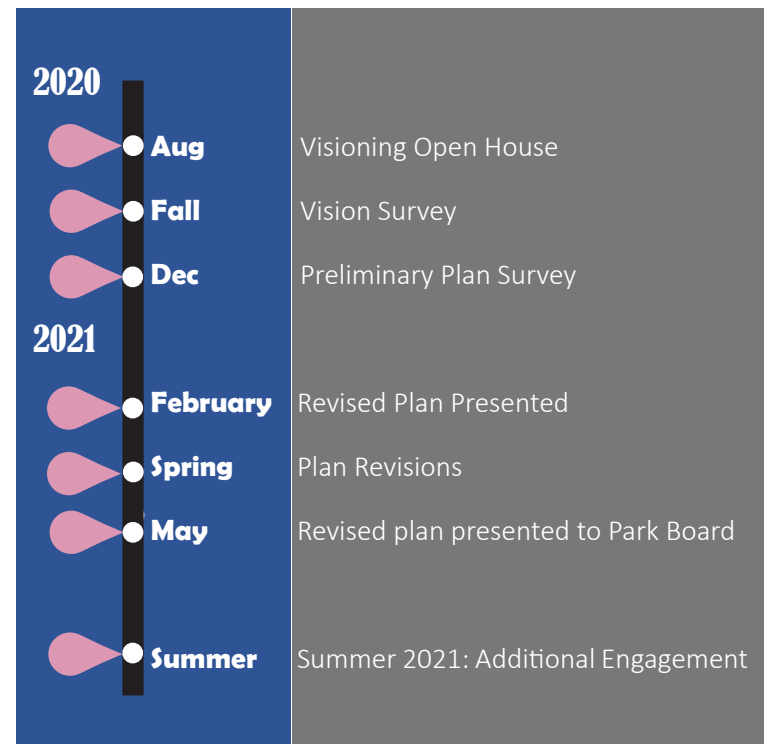 2020
Aug Visioning Open House
Fall Vision Survey
Dec Preliminary Plan Survey
2021
February Revised Plan Presented
Spring Plan Revisions
May Revised plan presented to Park Board
Summer Summer 2021: Additional Engagement